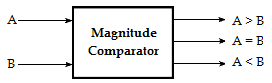 A
B
Magnitude
Comparator
A > B
A = B
A < B